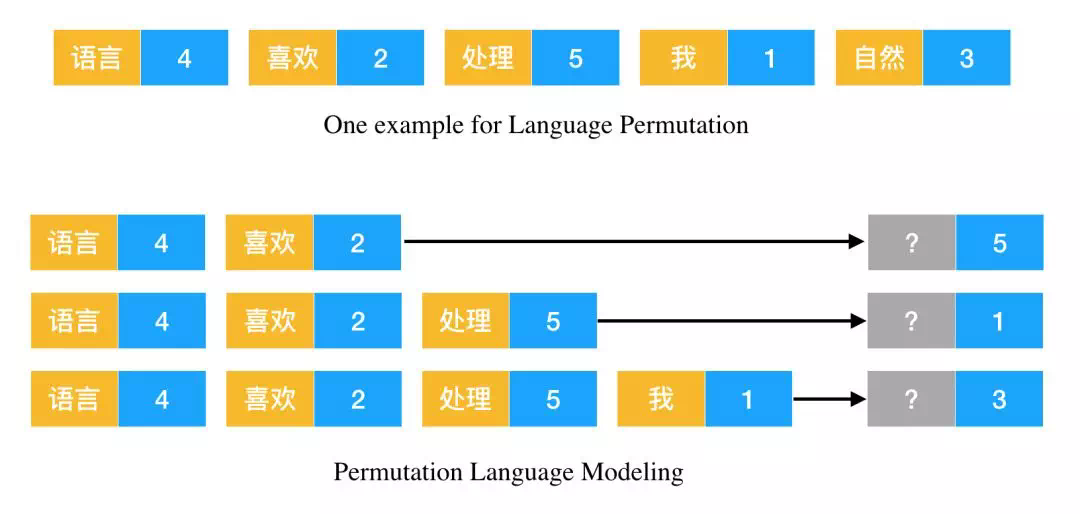 语言 4 喜欢 2 处理 5 我 1 自然 3
One example for Language Permutation
语言 4 喜欢 2 ? 5
语言 4 喜欢 2 处理 5 ? 1
语言 4 喜欢 2 处理 5 我 1 ? 3
Permutation Language Modeling